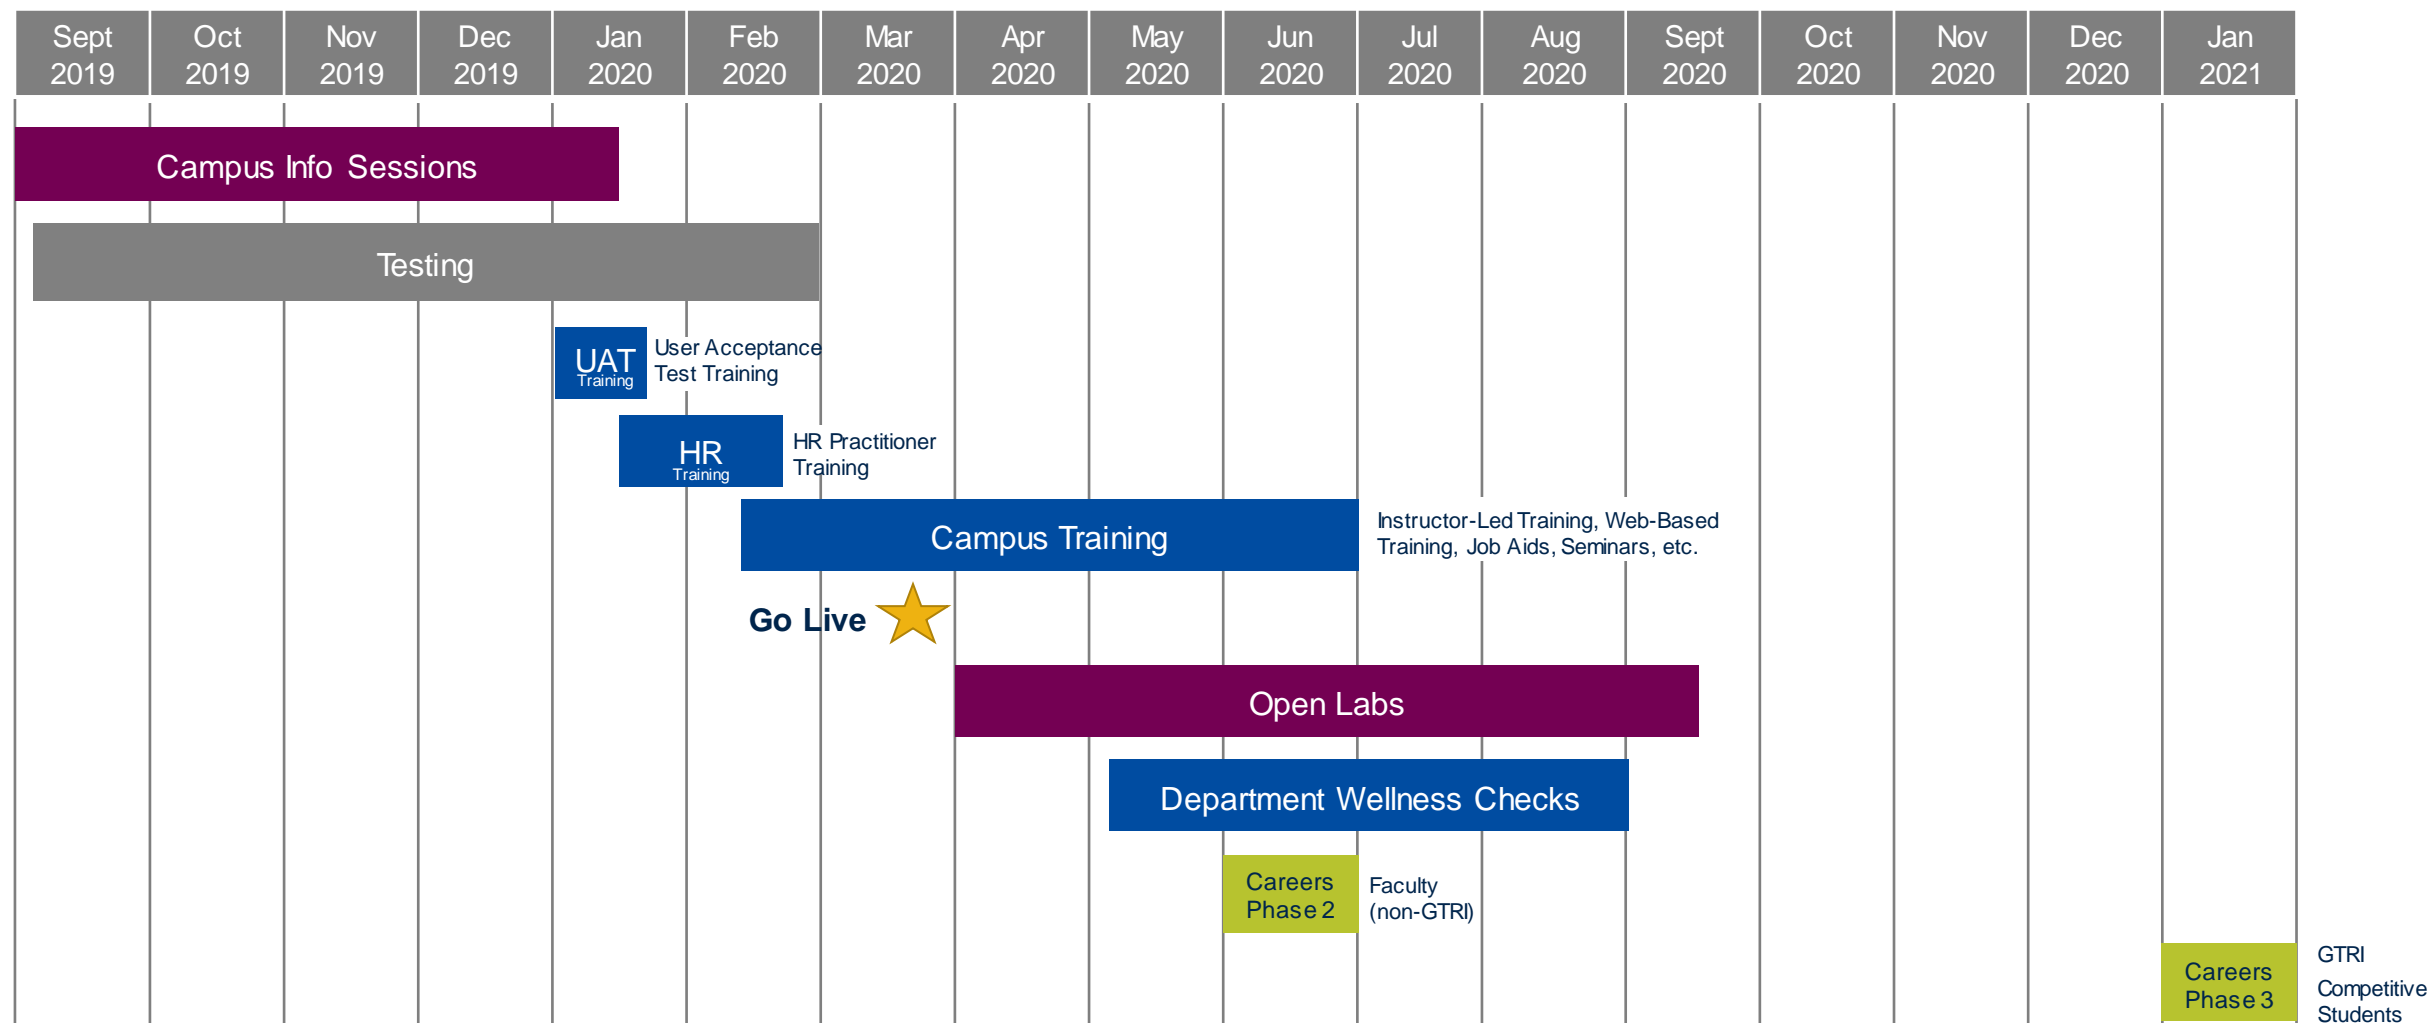 Sept 2019
Oct 2019
Nov 2019
Dec 2019
Jan 2020
Feb 2020
Mar 2020
Apr 2020
May 2020
Jun 2020
Jul 2020
Aug 2020
Sept 2020
Oct 2020
Nov 2020
Dec 2020
Jan 2021
Campus Info Sessions
Testing
UAT
Training
User Acceptance
Test Training
HR
Training
HR Practitioner
Training
Campus Training
Instructor-Led Training, Web-Based
Training, Job Aids, Seminars, etc.
Go Live
Open Labs
Department Wellness Checks
Careers
Phase 2
Faculty
(non-GTRI)
Careers
Phase 3
GTRI
Competitive
Students